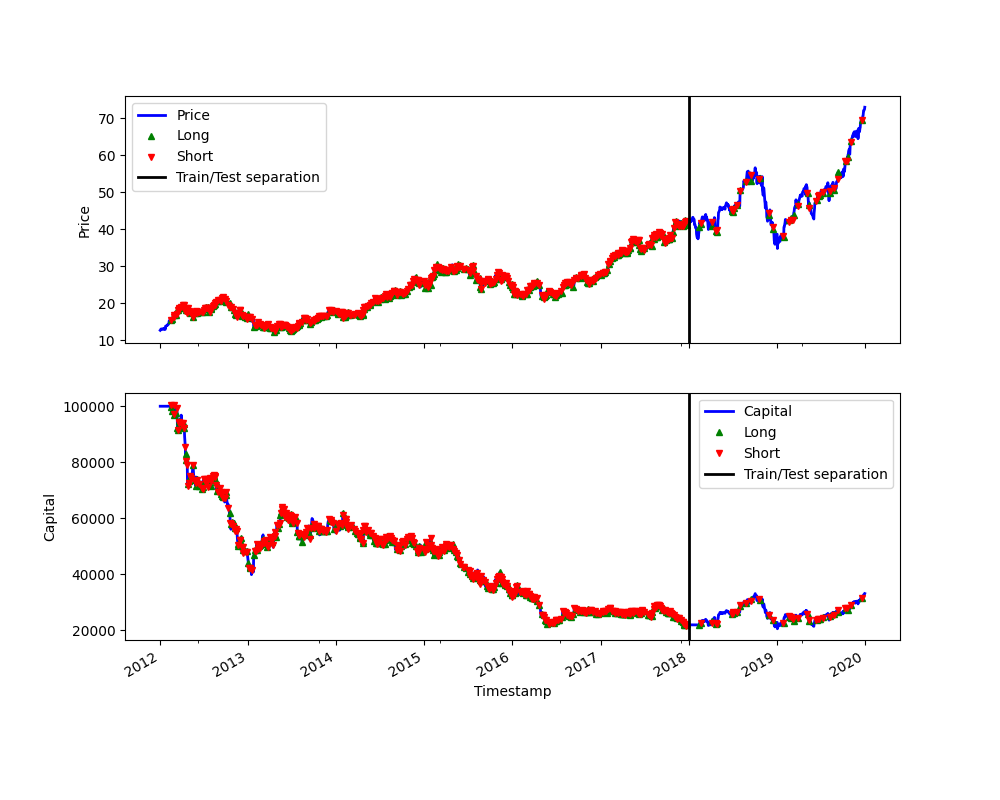 Price
Long
Short
Train/Test separation
70
60
50
40
30
20
10
Price
Capital
Long
Short
Train/Test separation
100000
80000
60000
40000
20000
Capital
2012
2013
2014
2015
2016
2017
2018
2019
2020
Timestamp